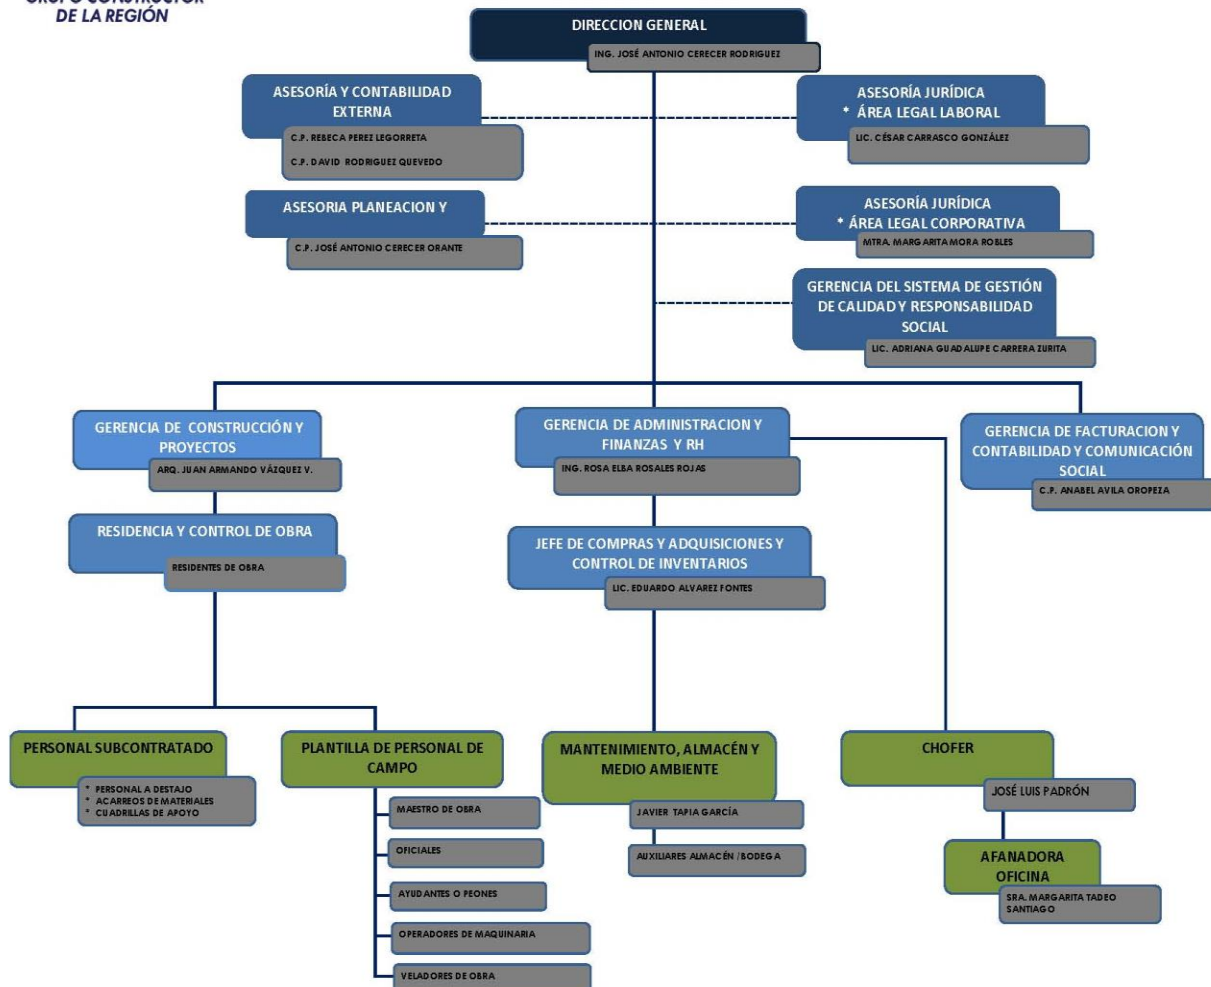 GRUPO CONSTRUCTOR
DE LA REGIÓN
DIRECCION GENERAL
ING. JOSÉ ANTONIO CERECER RODRIGUEZ
ASESORÍA Y CONTABILIDAD
EXTERNA
C.P. REBECA PEREZ LEGORRETA
C.P. DAVID RODRIGUEZ QUEVEDO
ASESORÍA JURÍDICA
* ÁREA LEGAL LABORAL
LIC. CÉSAR CARRASCO GONZÁLEZ
ASESORIA PLANEACION Y
C.P. JOSÉ ANTONIO CERECER ORANTE
ASESORÍA JURÍDICA
* ÁREA LEGAL CORPORATIVA
MTRA. MARGARITA MORA ROBLES
GERENCIA DEL SISTEMA DE GESTIÓN
DE CALIDAD Y RESPONSABILIDAD
SOCIAL
LIC. ADRIANA GUADALUPE CARRERA ZURITA
GERENCIA DE CONSTRUCCIÓN Y
PROYECTOS
ARQ. JUAN ARMANDO VÁZQUEZ V.
GERENCIA DE ADMINISTRACION Y
FINANZAS Y RH
ING. ROSA ELBA ROSALES ROJAS
GERENCIA DE FACTURACION Y
CONTABILIDAD Y COMUNICACIÓN
SOCIAL
C.P. ANABEL AVILA OROPEZA
RESIDENCIA Y CONTROL DE OBRA
RESIDENTES DE OBRA
JEFE DE COMPRAS Y ADQUISICIONES Y
CONTROL DE INVENTARIOS
LIC. EDUARDO ALVAREZ FONTES
PERSONAL SUBCONTRATADO
* PERSONAL A DESTAJO
* ACARREOS DE MATERIALES
* CUADRILLAS DE APOYO
PLANTILLA DE PERSONAL DE
CAMPO
MAESTRO DE OBRA
OFICIALES
AYUDANTES O PEONES
OPERADORES DE MAQUINARIA
VELADORES DE OBRA
MANTENIMIENTO, ALMACÉN Y
MEDIO AMBIENTE
JAVIER TAPIA GARCÍA
AUXILIARES ALMACÉN /BODEGA
CHOFER
JOSÉ LUIS PADRÓN
AFANADORA
OFICINA
SRA. MARGARITA TADEO
SANTIAGO